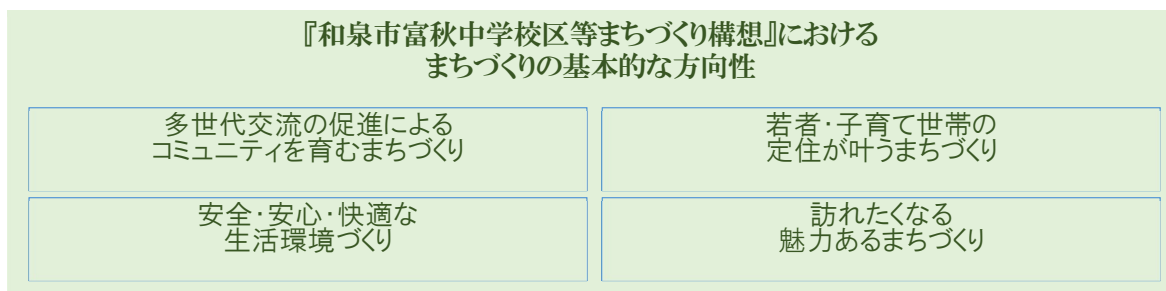 『和泉市富秋中学校区等まちづくり構想』における
まちづくりの基本的な方向性
多世代交流の促進による
コミュニティを育むまちづくり
若者・子育て世帯の
定住が叶うまちづくり
安全・安心・快適な
生活環境づくり
訪れたくなる
魅力あるまちづくり